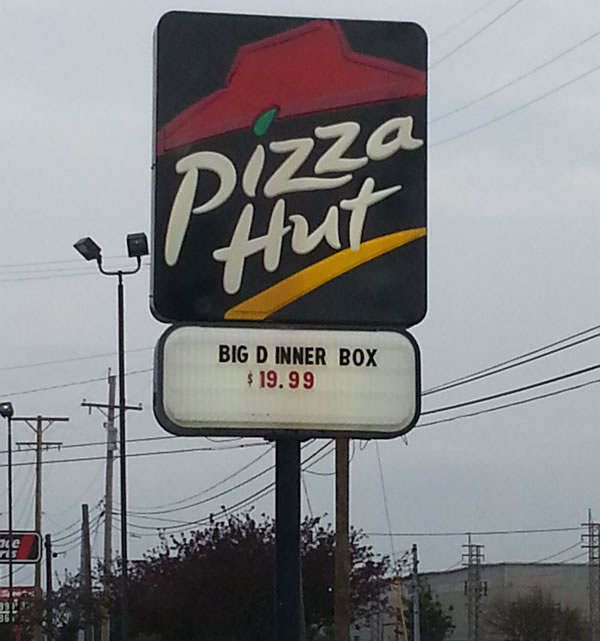 Pizza
Hut
BIG D INNER BOX
$19.99